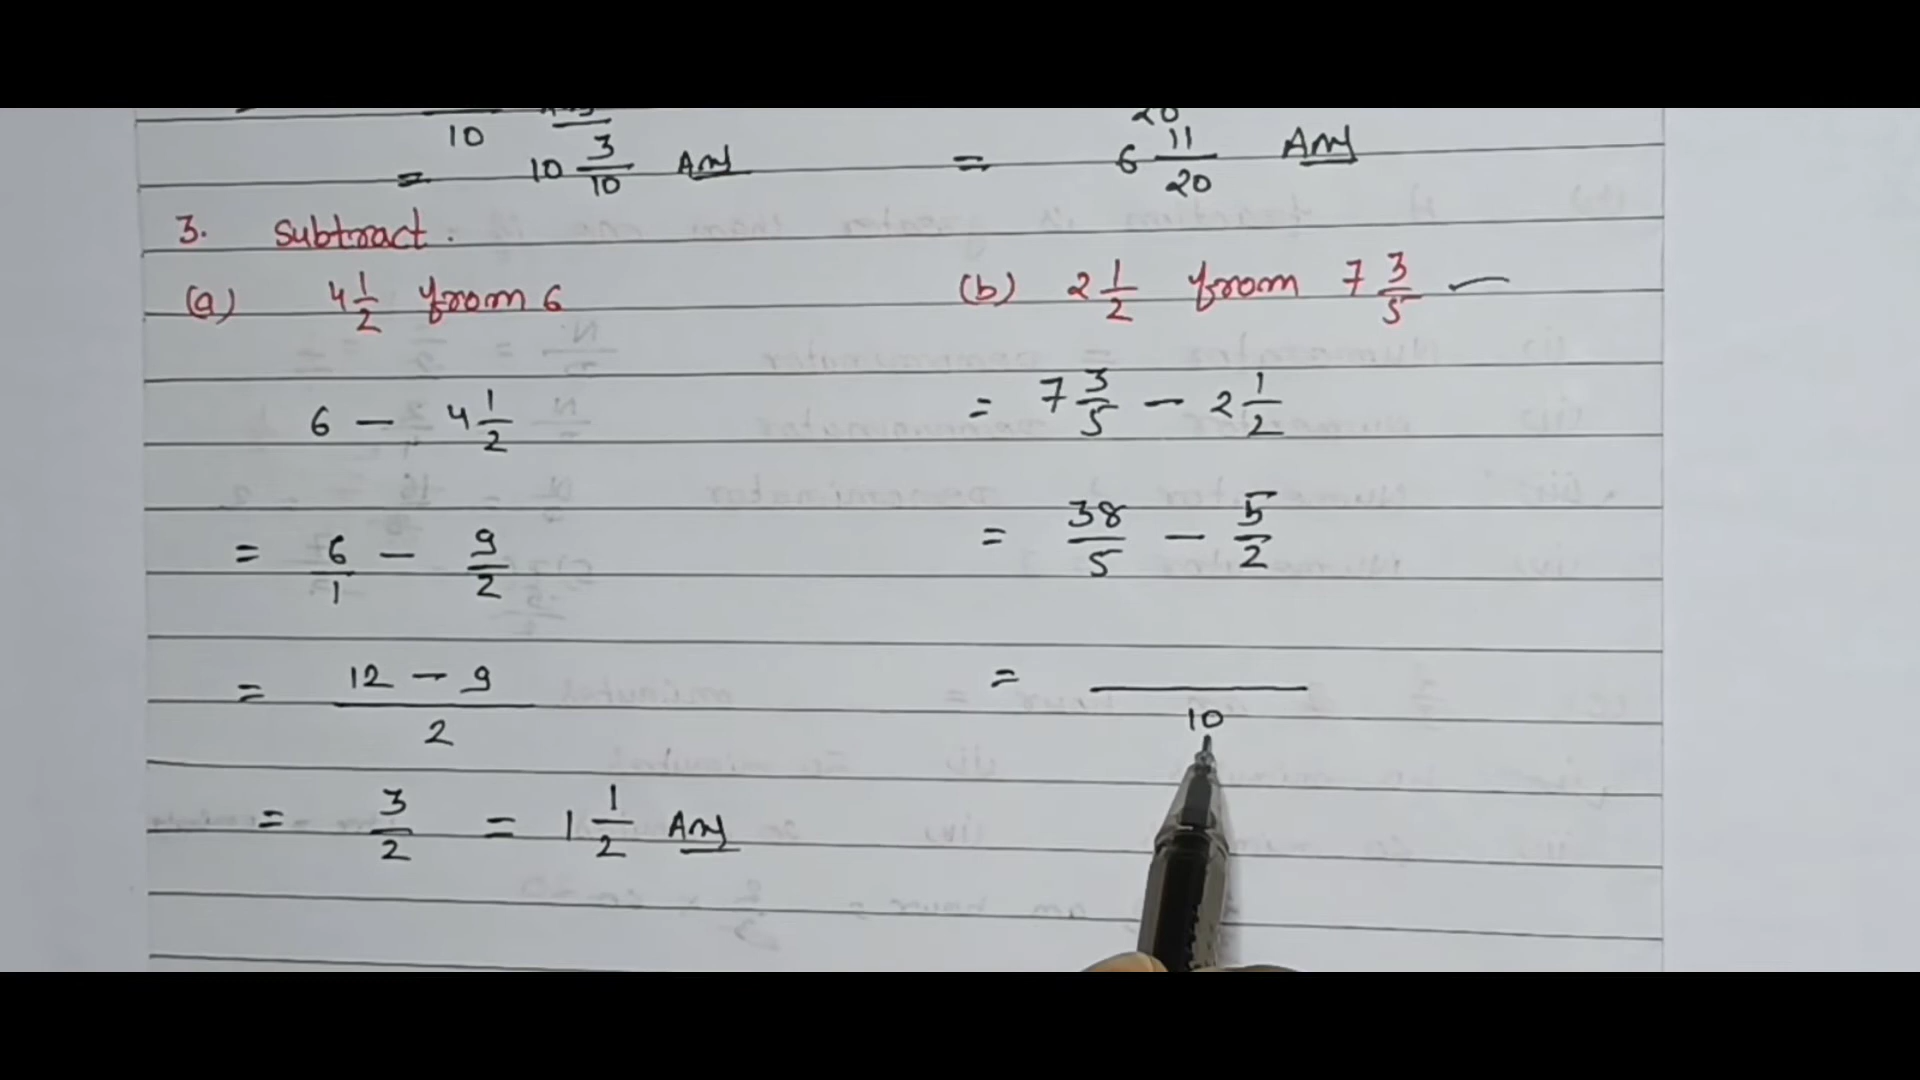 10 Ans 20
= 10 3/10 Ans = 6 11/20 Ans
3. Subtract.
(a) 4 1/2 from 6 (b) 2 1/2 from 7 3/5
6 - 4 1/2 = 7 3/5 - 2 1/2
= 6/1 - 9/2 = 38/5 - 5/2
= 12 - 9 / 2 = / 10
= 3/2 = 1 1/2 Ans